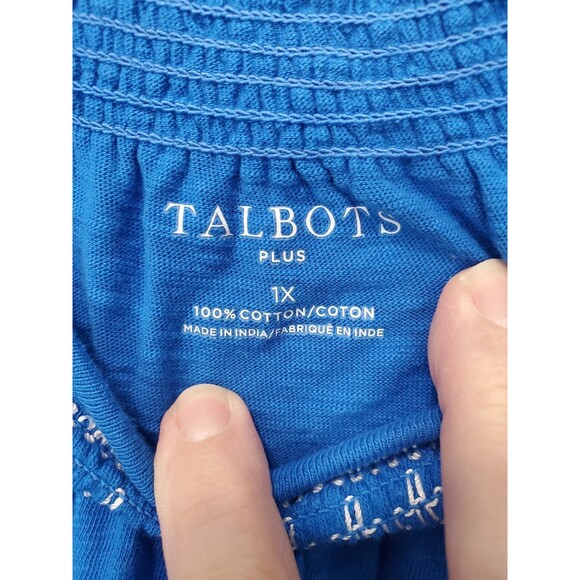 TALBOTS
PLUS
1X
100% COTTON/COTON
MADE IN INDIA/FABRIQUÉ EN INDE